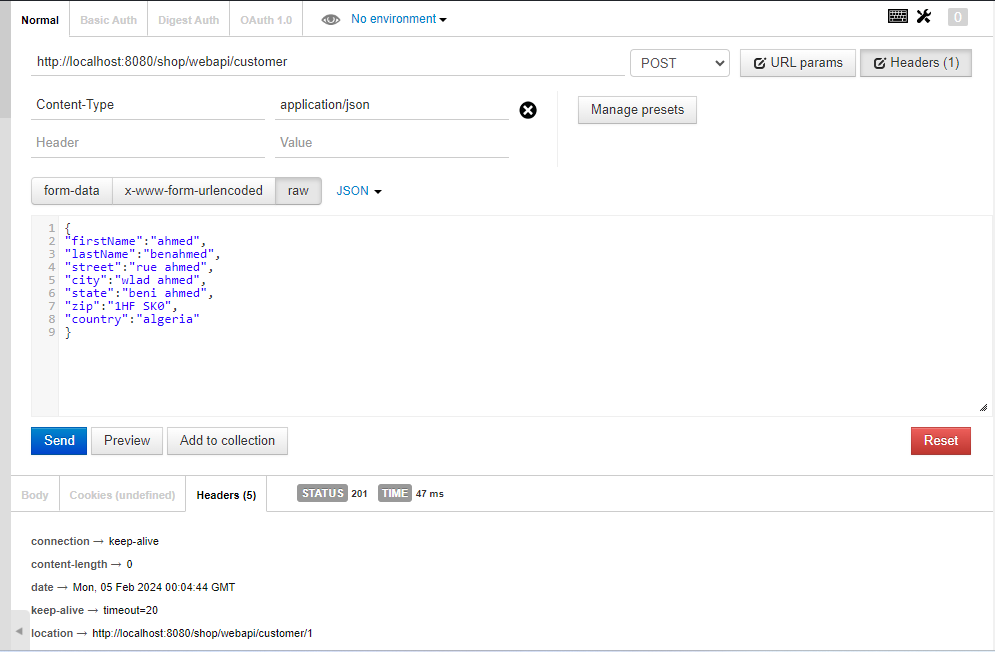 Normal Basic Auth Digest Auth OAuth 1.0 No environment 0
http://localhost:8080/shop/webapi/customer POST URL params Headers (1)
Content-Type application/json Manage presets
Header Value
form-data x-www-form-urlencoded raw JSON
1 {
2 "firstName":"ahmed",
3 "lastName":"benahmed",
4 "street":"rue ahmed",
5 "city":"wlad ahmed",
6 "state":"beni ahmed",
7 "zip":"1HF SK0",
8 "country":"algeria"
9 }
Send Preview Add to collection Reset
Body Cookies (undefined) Headers (5) STATUS 201 TIME 47 ms
connection → keep-alive
content-length → 0
date → Mon, 05 Feb 2024 00:04:44 GMT
keep-alive → timeout=20
location → http://localhost:8080/shop/webapi/customer/1